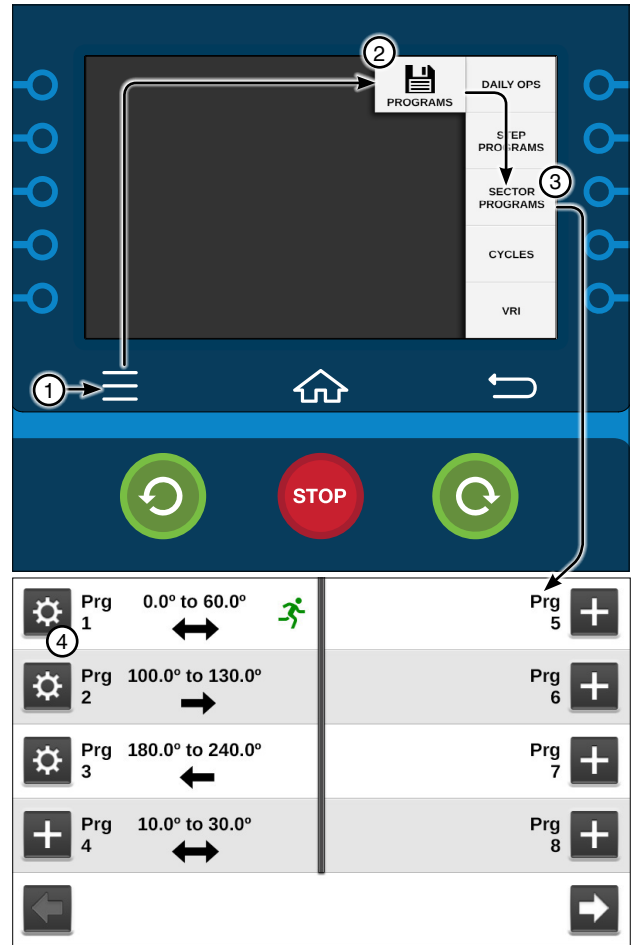 2
PROGRAMS
DAILY OPS
STEP
PROGRAMS
3
SECTOR
PROGRAMS
CYCLES
VRI
1
STOP
Prg
1
0.0º to 60.0º
4
Prg
2
100.0º to 130.0º
Prg
3
180.0º to 240.0º
Prg
4
10.0º to 30.0º
Prg
5
Prg
6
Prg
7
Prg
8